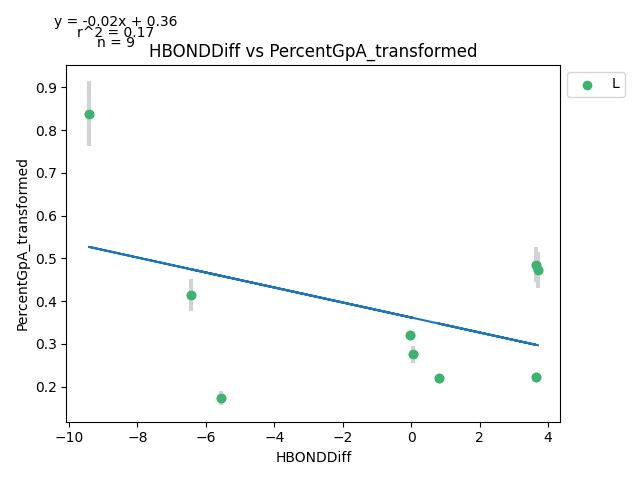 y = -0.02x + 0.36
r^2 = 0.17
n = 9
HBONDDiff vs PercentGpA_transformed
L
PercentGpA_transformed
0.9
0.8
0.7
0.6
0.5
0.4
0.3
0.2
−10
−8
−6
−4
−2
0
2
4
HBONDDiff